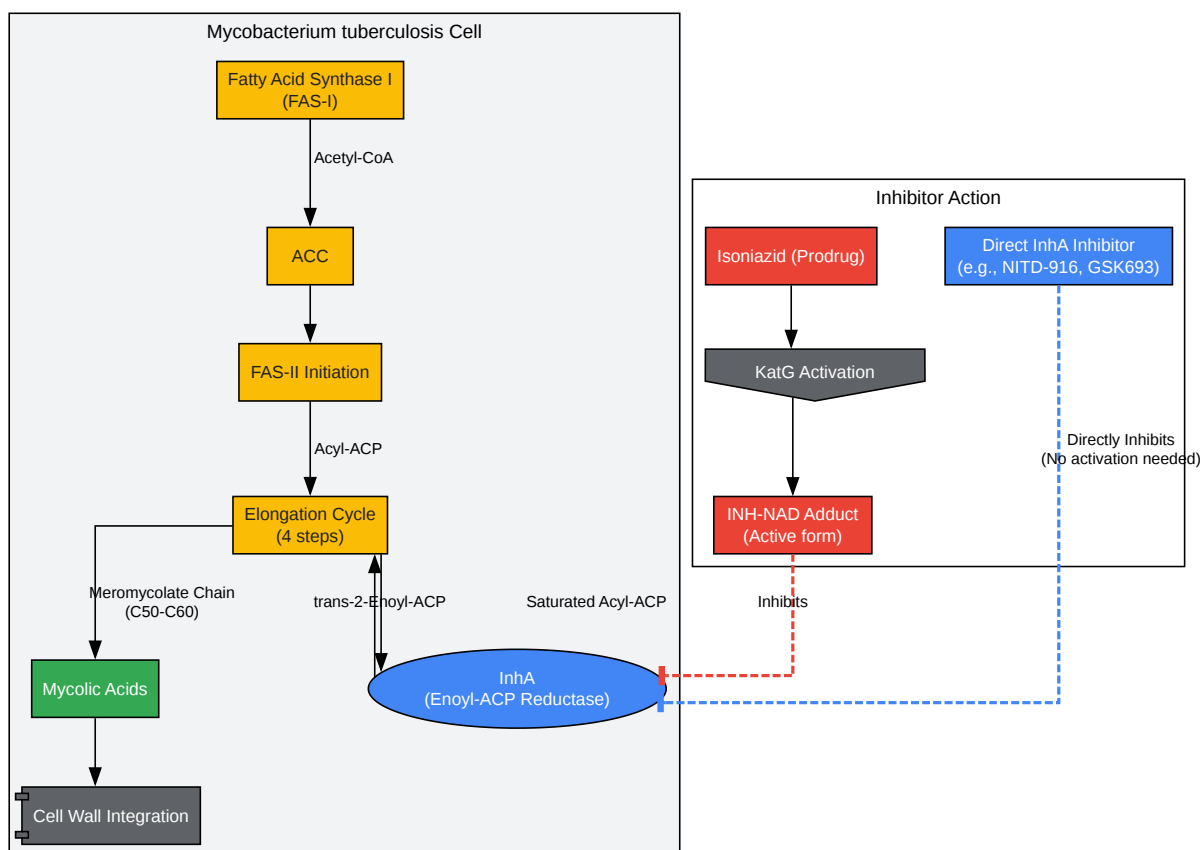 Mycobacterium tuberculosis Cell
Fatty Acid Synthase I
(FAS-I)
Acetyl-CoA
ACC
FAS-II Initiation
Acyl-ACP
Elongation Cycle
(4 steps)
Meromycolate Chain
(C50-C60)
trans-2-Enoyl-ACP
Saturated Acyl-ACP
Mycolic Acids
InhA
(Enoyl-ACP Reductase)
Cell Wall Integration
Inhibitor Action
Isoniazid (Prodrug)
KatG Activation
INH-NAD Adduct
(Active form)
Inhibits
Direct InhA Inhibitor
(e.g., NITD-916, GSK693)
Directly Inhibits
(No activation needed)